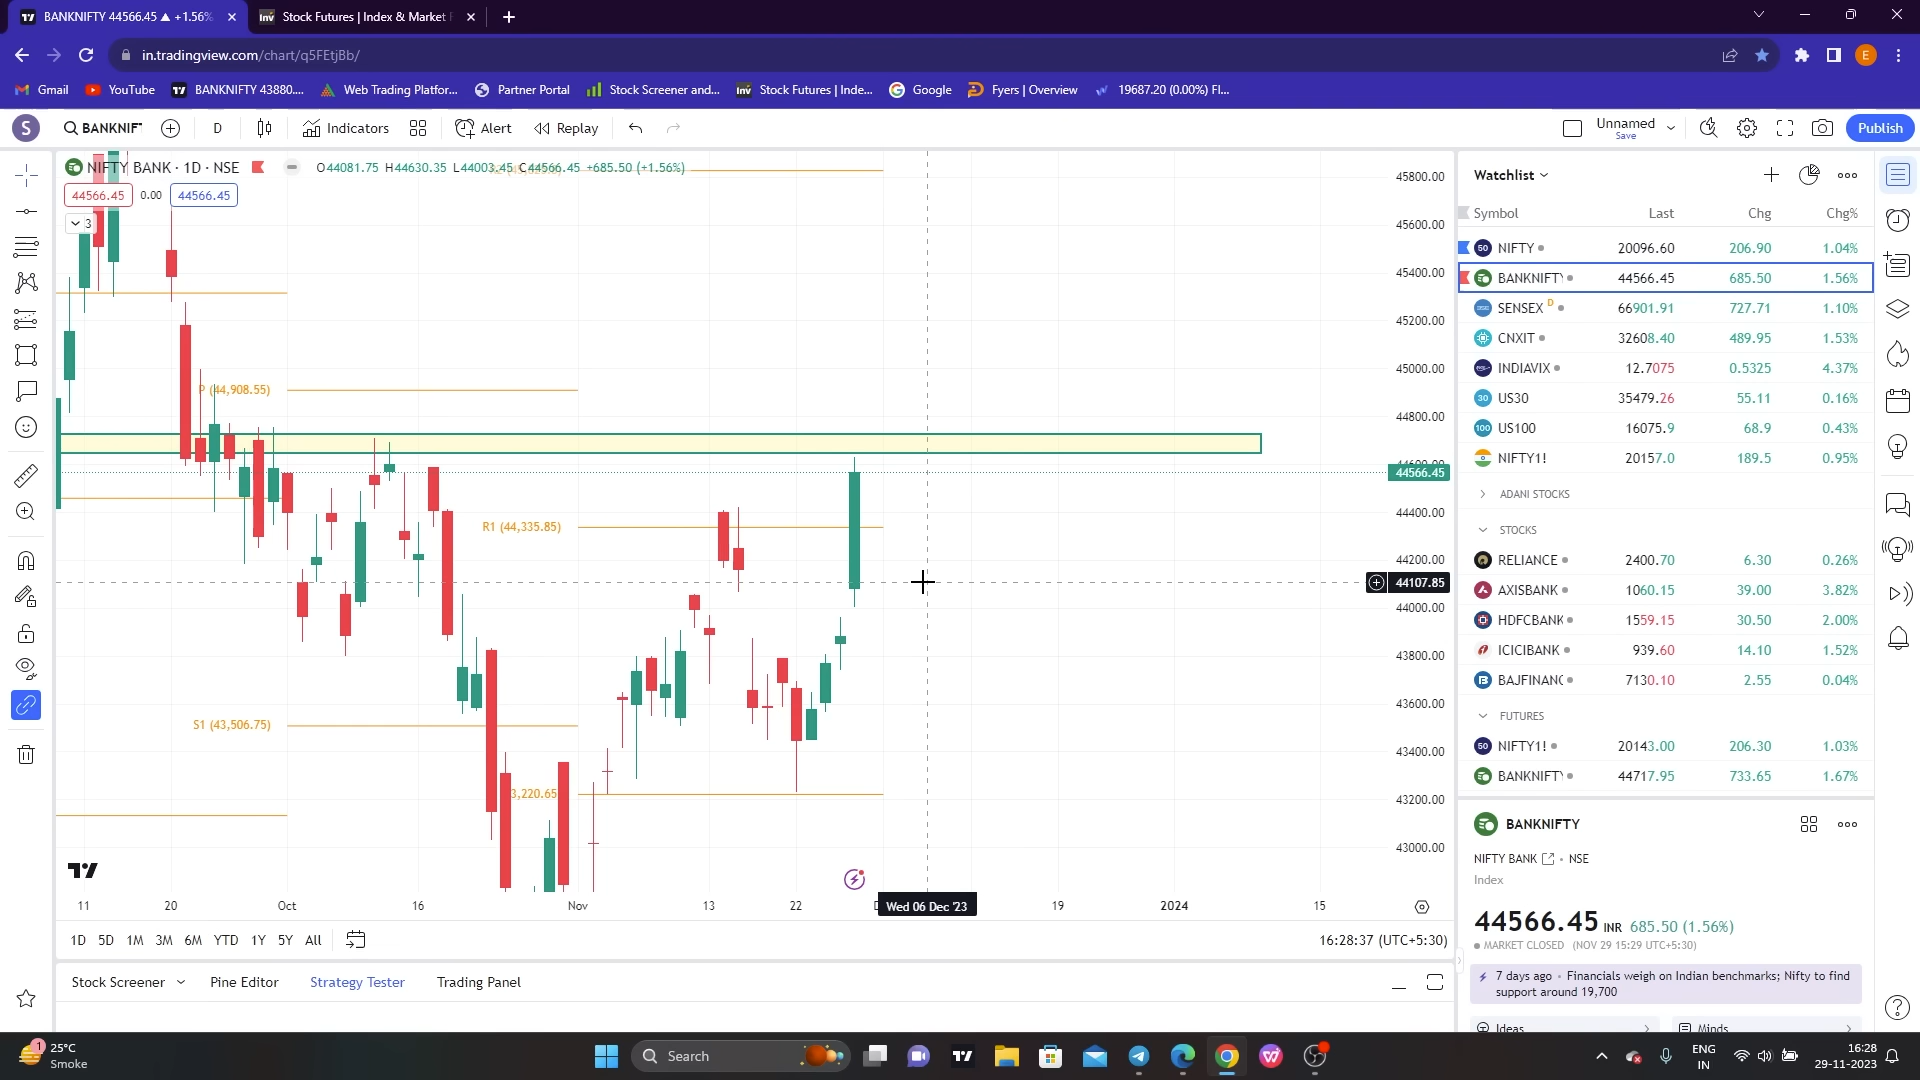 BANKNIFTY 44566.45 ▲ +1.56%
Stock Futures | Index & Market F
in.tradingview.com/chart/q5FEtjBb/
Gmail
YouTube
BANKNIFTY 43880....
Web Trading Platfor...
Partner Portal
Stock Screener and...
Stock Futures | Inde...
Google
Fyers | Overview
19687.20 (0.00%) Fl...
S
BANKNIF
D
Indicators
Alert
Replay
Unnamed
Save
Publish
NIFTY BANK · 1D · NSE
O44081.75 H44630.35 L44003.45 C44566.45 +685.50 (+1.56%)
44566.45
0.00
44566.45
3
P (44,908.55)
R1 (44,335.85)
S1 (43,506.75)
3,220.65
45800.00
45600.00
45400.00
45200.00
45000.00
44800.00
44566.45
44400.00
44200.00
44107.85
44000.00
43800.00
43600.00
43400.00
43200.00
43000.00
11
20
Oct
16
Nov
13
22
Wed 06 Dec '23
19
2024
15
1D 5D 1M 3M 6M YTD 1Y 5Y All
16:28:37 (UTC+5:30)
Stock Screener
Pine Editor
Strategy Tester
Trading Panel
Watchlist
Symbol Last Chg Chg%
NIFTY 20096.60 206.90 1.04%
BANKNIFTY 44566.45 685.50 1.56%
SENSEX D 66901.91 727.71 1.10%
CNXIT 32608.40 489.95 1.53%
INDIAVIX 12.7075 0.5325 4.37%
US30 35479.26 55.11 0.16%
US100 16075.9 68.9 0.43%
NIFTY1! 20157.0 189.5 0.95%
ADANI STOCKS
STOCKS
RELIANCE 2400.70 6.30 0.26%
AXISBANK 1060.15 39.00 3.82%
HDFCBANK 1559.15 30.50 2.00%
ICICIBANK 939.60 14.10 1.52%
BAJFINANC 7130.10 2.55 0.04%
FUTURES
NIFTY1! 20143.00 206.30 1.03%
BANKNIFTY 44717.95 733.65 1.67%
BANKNIFTY
NIFTY BANK · NSE
Index
44566.45 INR 685.50 (1.56%)
MARKET CLOSED (NOV 29 15:29 UTC+5:30)
7 days ago · Financials weigh on Indian benchmarks; Nifty to find
support around 19,700
Ideas
Minds
1
25°C
Smoke
Search
ENG
IN
16:28
29-11-2023